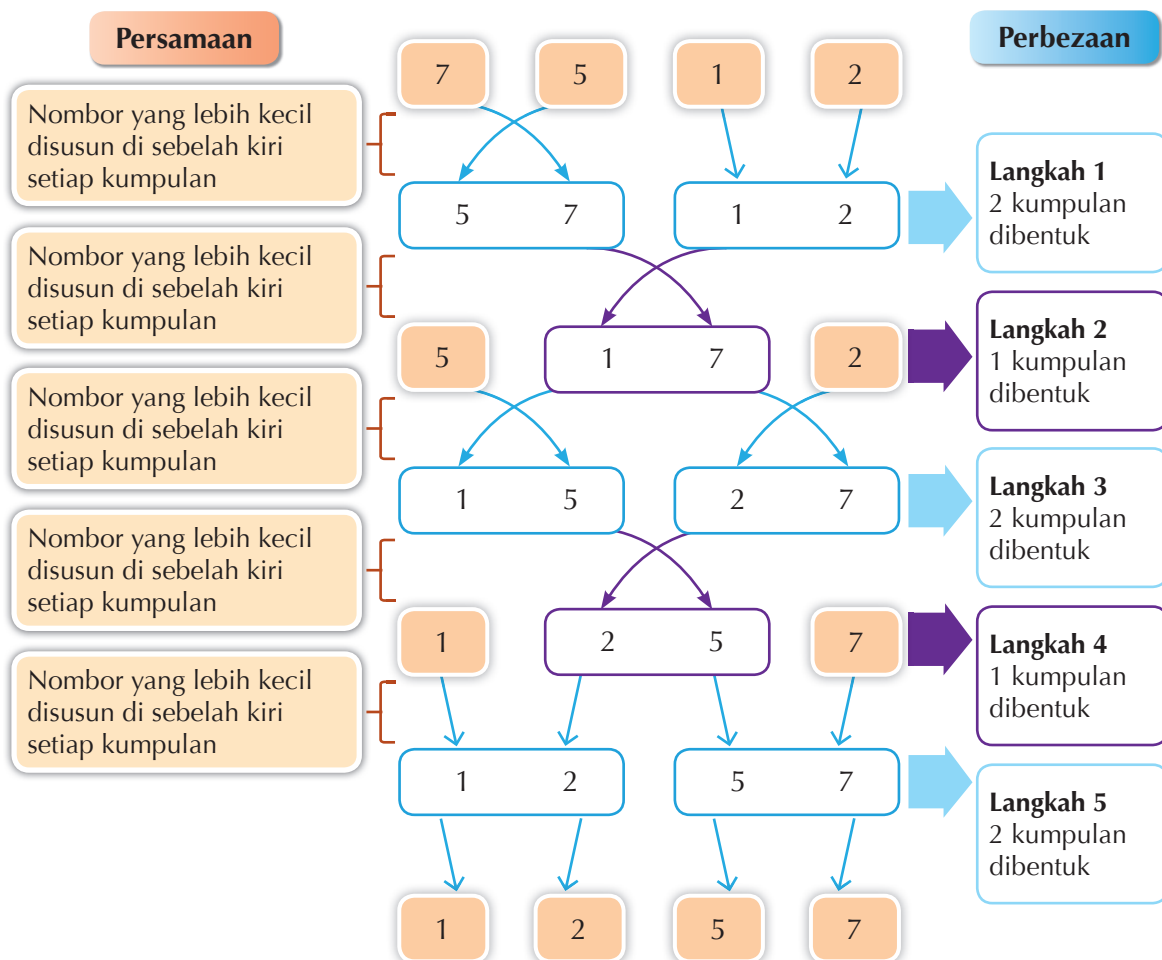 Persamaan
Perbezaan
7 5 1 2
Nombor yang lebih kecil
disusun di sebelah kiri
setiap kumpulan
5 7 1 2
Langkah 1
2 kumpulan
dibentuk
Nombor yang lebih kecil
disusun di sebelah kiri
setiap kumpulan
5 1 7 2
Langkah 2
1 kumpulan
dibentuk
Nombor yang lebih kecil
disusun di sebelah kiri
setiap kumpulan
1 5 2 7
Langkah 3
2 kumpulan
dibentuk
Nombor yang lebih kecil
disusun di sebelah kiri
setiap kumpulan
1 2 5 7
Langkah 4
1 kumpulan
dibentuk
Nombor yang lebih kecil
disusun di sebelah kiri
setiap kumpulan
1 2 5 7
Langkah 5
2 kumpulan
dibentuk
1 2 5 7